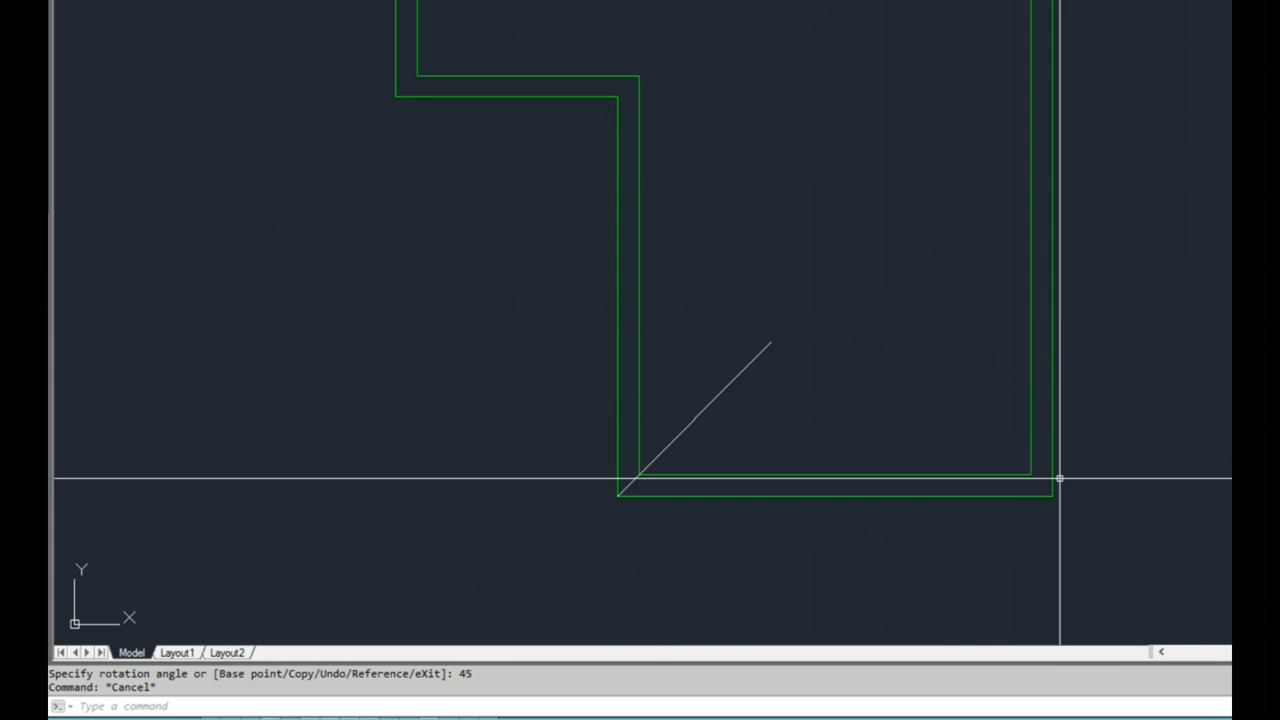 Y
X
Model Layout1 Layout2
Specify rotation angle or [Base point/Copy/Undo/Reference/eXit]: 45
Command: *Cancel*
Type a command